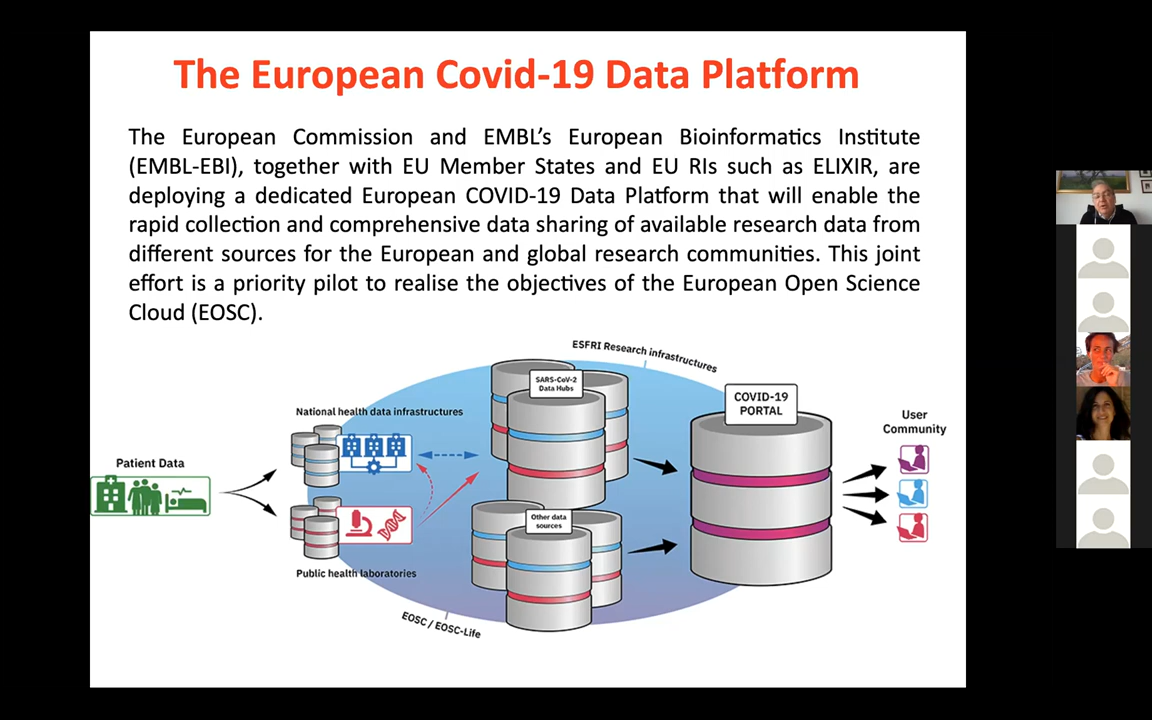 The European Covid-19 Data Platform
The European Commission and EMBL’s European Bioinformatics Institute
(EMBL-EBI), together with EU Member States and EU RIs such as ELIXIR, are
deploying a dedicated European COVID-19 Data Platform that will enable the
rapid collection and comprehensive data sharing of available research data from
different sources for the European and global research communities. This joint
effort is a priority pilot to realise the objectives of the European Open Science
Cloud (EOSC).
ESFRI Research infrastructures
SARS-CoV-2
Data Hubs
COVID-19
PORTAL
National health data infrastructures
User
Community
Patient Data
Other data
sources
Public health laboratories
EOSC / EOSC-Life